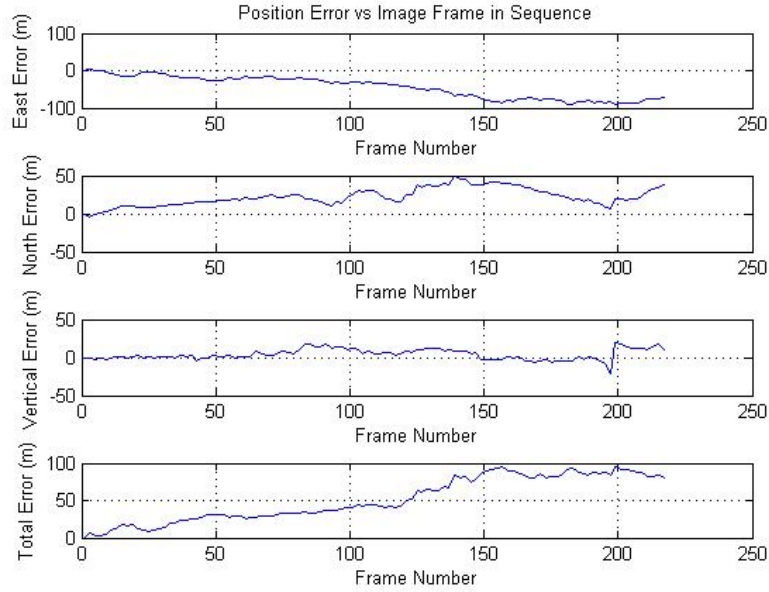 Position Error vs Image Frame in Sequence
East Error (m)
100
0
-100
0 50 100 150 200 250
Frame Number
North Error (m)
50
0
-50
0 50 100 150 200 250
Frame Number
Vertical Error (m)
50
0
-50
0 50 100 150 200 250
Frame Number
Total Error (m)
100
50
0
0 50 100 150 200 250
Frame Number